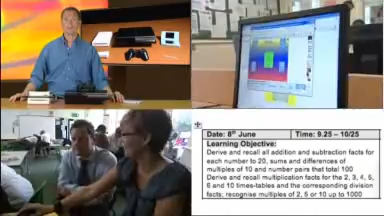 Date: 8th June
Time: 9.25 – 10/25
Learning Objective:
Derive and recall all addition and subtraction facts for
each number to 20, sums and differences of
multiples of 10 and number pairs that total 100
Derive and recall multiplication facts for the 2, 3, 4, 5,
6 and 10 times-tables and the corresponding division
facts; recognise multiples of 2, 5 or 10 up to 1000